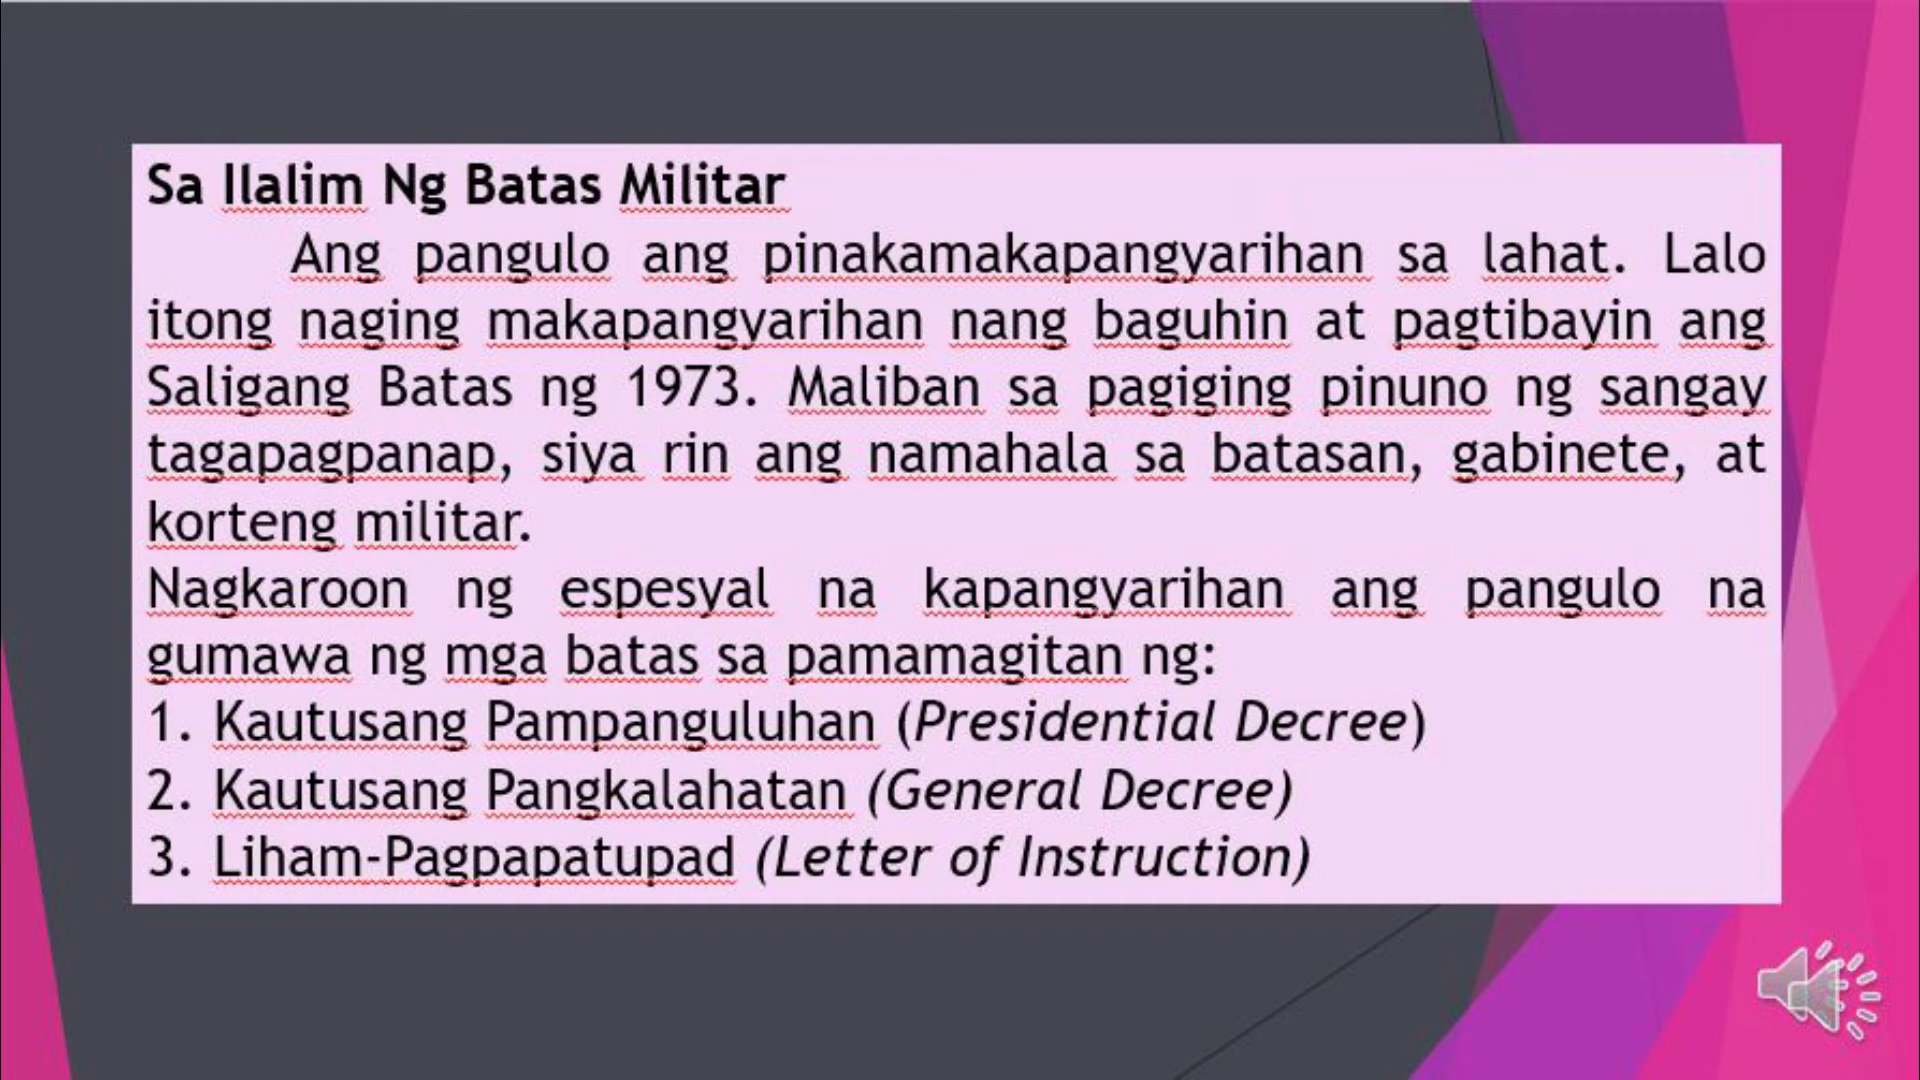 Sa Ilalim Ng Batas Militar
Ang pangulo ang pinakamakapangyarihan sa lahat. Lalo
itong naging makapangyarihan nang baguhin at pagtibayin ang
Saligang Batas ng 1973. Maliban sa pagiging pinuno ng sangay
tagapagpanap, siya rin ang namahala sa batasan, gabinete, at
korteng militar.
Nagkaroon ng espesyal na kapangyarihan ang pangulo na
gumawa ng mga batas sa pamamagitan ng:
1. Kautusang Pampanguluhan (Presidential Decree)
2. Kautusang Pangkalahatan (General Decree)
3. Liham-Pagpapatupad (Letter of Instruction)